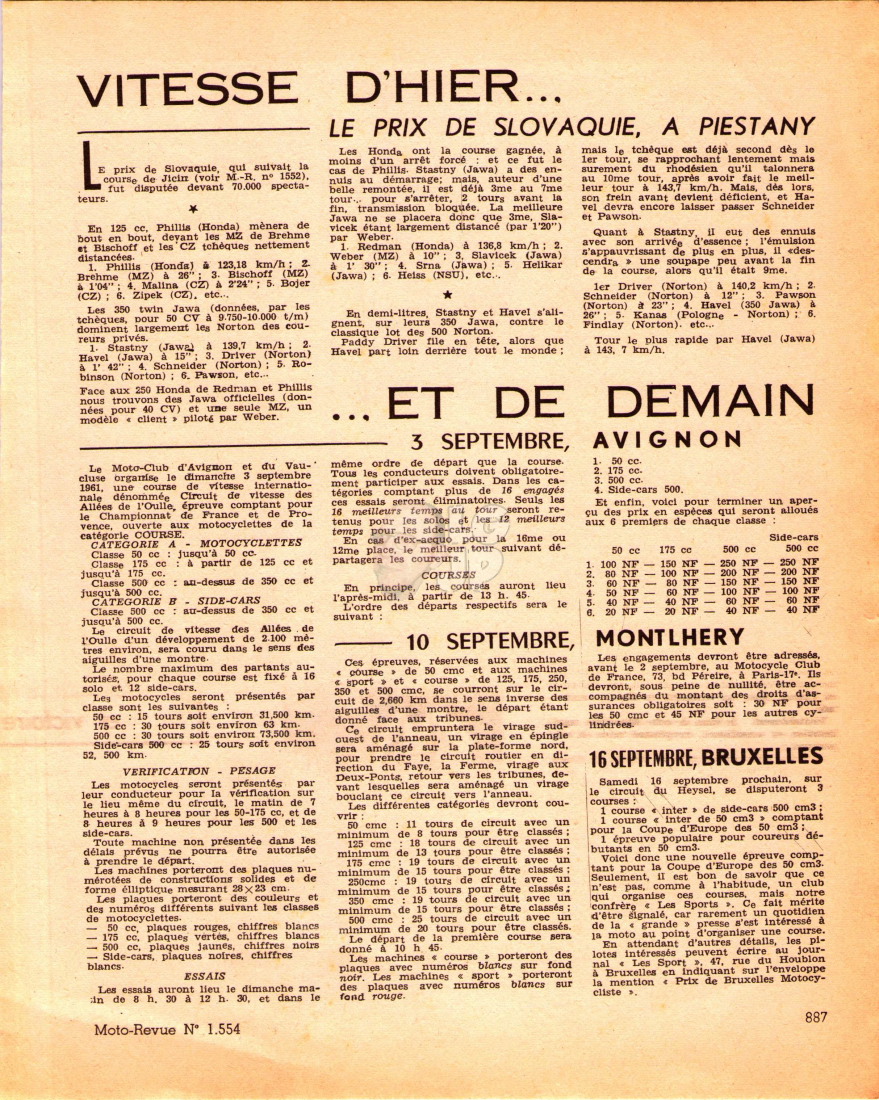 VITESSE D'HIER...
LE PRIX DE SLOVAQUIE, A PIESTANY
LE prix de Slovaquie, qui suivait la
course de Jicin (voir M.-R, n° 1552),
fut disputée devant 70.000 specta-
teurs.
★
En 125 cc, Phillis (Honda) mènera de
bout en bout, devant les MZ de Brehme
et Bischoff et les CZ tchèques nettement
distancées.
1. Phillis (Honda) à 123,18 km/h ; 2.
Brehme (MZ) à 26" ; 3. Bischoff (MZ)
à 1'04" ; 4. Malina (CZ) à 2'24" ; 5. Bojer
(CZ) ; 6. Zipek (CZ), etc...
Les 350 twin Jawa (données, par les
tchèques, pour 50 CV à 9.750-10.000 t/m)
dominent largement les Norton des cou-
reurs privés.
1. Stastny (Jawa) à 139,7 km/h ; 2.
Havel (Jawa) à 15" ; 3. Driver (Norton)
à 1' 42" ; 4. Schneider (Norton) ; 5. Ro-
binson (Norton) ; 6. Pawson, etc...
Face aux 250 Honda de Redman et Phillis
nous trouvons des Jawa officielles (don-
nées pour 40 CV) et une seule MZ, un
modèle « client » piloté par Weber.
Les Honda ont la course gagnée, à
moins d'un arrêt forcé : et ce fut le
cas de Phillis. Stastny (Jawa) a des en-
nuis au démarrage; mais, auteur d'une
belle remontée, il est déjà 3me au 7me
tour... pour s'arrêter, 2 tours avant la
fin, transmission bloquée. La meilleure
Jawa ne se placera donc que 3me, Sla-
vicek étant largement distancé (par 1'20")
par Weber.
1. Redman (Honda) à 136,8 km/h ; 2.
Weber (MZ) à 10" ; 3, Slavicek (Jawa)
à 1' 30" ; 4. Srna (Jawa) ; 5. Helikar
(Jawa) ; 6. Heiss (NSU), etc...
★
En demi-litres, Stastny et Havel s'ali-
gnent, sur leurs 350 Jawa, contre le
classique lot des 500 Norton.
Paddy Driver file en tête, alors que
Havel part loin derrière tout le monde ;
mais le tchèque est déjà second dès le
1er tour, se rapprochant lentement mais
surement du rhodésien qu'il talonnera
au 10me tour, après avoir fait le meil-
leur tour à 143,7 km/h. Mais, dès lors,
son frein avant devient déficient, et Ha-
vel devra encore laisser passer Schneider
et Pawson.
Quant à Stastny, il eut des ennuis
avec son arrivée d'essence ; l'émulsion
s'appauvrissant de plus en plus, il «des-
cendra » une soupape peu avant la fin
de la course, alors qu'il était 9me.
1er Driver (Norton) à 140,2 km/h ; 2.
Schneider (Norton) à 12" ; 3. Pawson
(Norton) à 23" ; 4. Havel (350 Jawa) à
26" ; 5. Kanas (Pologne - Norton) ; 6.
Findlay (Norton). etc...
Tour le plus rapide par Havel (Jawa)
à 143, 7 km/h.
...ET DE DEMAIN
3 SEPTEMBRE, AVIGNON
Le Moto-Club d'Avignon et du Vau-
cluse organise le dimanche 3 septembre
1961, une course de vitesse internatio-
nale dénommée Circuit de vitesse des
Allées de l'Oulle, épreuve comptant pour
le Championnat de France et de Pro-
vence, ouverte aux motocyclettes de la
catégorie COURSE.
CATEGORIE A - MOTOCYCLETTES
Classe 50 cc : jusqu'à 50 cc.
Classe 175 cc : à partir de 125 cc et
jusqu'à 175 cc.
Classe 500 cc : au-dessus de 350 cc et
jusqu'à 500 cc.
CATEGORIE B - SIDE-CARS
Classe 500 cc : au-dessus de 350 cc et
jusqu'à 500 cc.
Le circuit de vitesse des Allées de
l'Oulle d'un développement de 2.100 mè-
tres environ, sera couru dans le sens des
aiguilles d'une montre.
Le nombre maximum des partants au-
torisés, pour chaque course est fixé à 16
solo et 12 side-cars.
Les motocycles seront présentés par
classe sont les suivantes :
50 cc : 15 tours soit environ 31,500 km.
175 cc : 30 tours soit environ 63 km.
500 cc : 30 tours soit environ 73,500 km.
Side-cars 500 cc : 25 tours soit environ
52, 500 km.
VERIFICATION - PESAGE
Les motocycles seront présentés par
leur conducteur pour la vérification sur
le lieu même du circuit, le matin de 7
heures à 8 heures pour les 50-175 cc, et de
8 heures à 9 heures pour les 500 et les
side-cars.
Toute machine non présentée dans les
délais prévus ne pourra être autorisée
à prendre le départ.
Les machines porteront des plaques nu-
mérotées de constructions solides et de
forme élliptique mesurant 28×23 cm.
Les plaques porteront des couleurs et
des numéros différents suivant les classes
de motocyclettes.
— 50 cc, plaques rouges, chiffres blancs
— 175 cc, plaques vertes, chiffres blancs
— 500 cc, plaques jaunes, chiffres noirs
— Side-cars, plaques noires, chiffres
blancs.
ESSAIS
Les essais auront lieu le dimanche ma-
tin de 8 h. 30 à 12 h. 30, et dans le
même ordre de départ que la course.
Tous les conducteurs doivent obligatoire-
ment participer aux essais. Dans les ca-
tégories comptant plus de 16 engagés
ces essais seront éliminatoires. Seuls les
16 meilleurs temps au tour seront re-
tenus pour les solos et les 12 meilleurs
temps pour les side-cars.
En cas d'ex-acquo pour la 16me ou
12me place, le meilleur tour suivant dé-
partagera les coureurs.
COURSES
En principe, les courses auront lieu
l'après-midi, à partir de 13 h. 45.
L'ordre des départs respectifs sera le
suivant :
1. 50 cc.
2. 175 cc.
3. 500 cc.
4. Side-cars 500.
Et enfin, voici pour terminer un aper-
çu des prix en espèces qui seront alloués
aux 6 premiers de chaque classe :
Side-cars
50 cc 175 cc 500 cc 500 cc
1. 100 NF — 150 NF — 250 NF — 250 NF
2. 80 NF — 100 NF — 200 NF — 200 NF
3. 60 NF — 80 NF — 150 NF — 150 NF
4. 50 NF — 60 NF — 100 NF — 100 NF
5. 40 NF — 40 NF — 60 NF — 60 NF
6. 20 NF — 20 NF — 40 NF — 40 NF
10 SEPTEMBRE, MONTLHERY
Ces épreuves, réservées aux machines
« course » de 50 cmc et aux machines
« sport » et « course » de 125, 175, 250,
350 et 500 cmc, se courront sur le cir-
cuit de 2,660 km dans le sens inverse des
aiguilles d'une montre, le départ étant
donné face aux tribunes.
Ce circuit empruntera le virage sud-
ouest de l'anneau, un virage en épingle
sera aménagé sur la plate-forme nord,
pour prendre le circuit routier en di-
rection du Faye, la Ferme, virage aux
Deux-Ponts, retour vers les tribunes, de-
vant lesquelles sera aménagé un virage
bouclant ce circuit vers l'anneau.
Les différentes catégories devront cou-
vrir :
50 cmc : 11 tours de circuit avec un
minimum de 8 tours pour être classés ;
125 cmc : 18 tours de circuit avec un
minimum de 13 tours pour être classés
175 cmc : 19 tours de circuit avec un
minimum de 15 tours pour être classés ;
250cmc : 19 tours de circuit avec un
minimum de 15 tours pour être classés ;
350 cmc : 19 tours de circuit avec un
minimum de 15 tours pour être classés ;
500 cmc : 25 tours de circuit avec un
minimum de 20 tours pour être classés.
Le départ de la première course sera
donné à 10 h 45.
Les machines « course » porteront des
plaques avec numéros blancs sur fond
noir. Les machines « sport » porteront
des plaques avec numéros blancs sur
fond rouge.
Les engagements devront être adressés,
avant le 2 septembre, au Motocycle Club
de France, 73, bd Péreire, à Paris-17e. Ils
devront, sous peine de nullité, être ac-
compagnés du montant des droits d'as-
surances obligatoires soit : 30 NF pour
les 50 cmc et 45 NF pour les autres cy-
lindrées.
16 SEPTEMBRE, BRUXELLES
Samedi 16 septembre prochain, sur
le circuit du Heysel, se disputeront 3
courses :
1 course « inter » de side-cars 500 cm3 ;
1 course « inter de 50 cm3 » comptant
pour la Coupe d'Europe des 50 cm3 ;
1 épreuve populaire pour coureurs dé-
butants en 50 cm3.
Voici donc une nouvelle épreuve comp-
tant pour la Coupe d'Europe des 50 cm3.
Seulement, il est bon de savoir que ce
n'est pas, comme à l'habitude, un club
qui organise ces courses, mais notre
confrère « Les Sports ». Ce fait mérite
d'être signalé, car rarement un quotidien
de la « grande » presse s'est intéressé à
la moto au point d'organiser une course.
En attendant d'autres détails, les pi-
lotes intéressés peuvent écrire au jour-
nal « Les Sport », 47, rue du Houblon
à Bruxelles en indiquant sur l'enveloppe
la mention « Prix de Bruxelles Motocy-
cliste ».
Moto-Revue N° 1.554
887